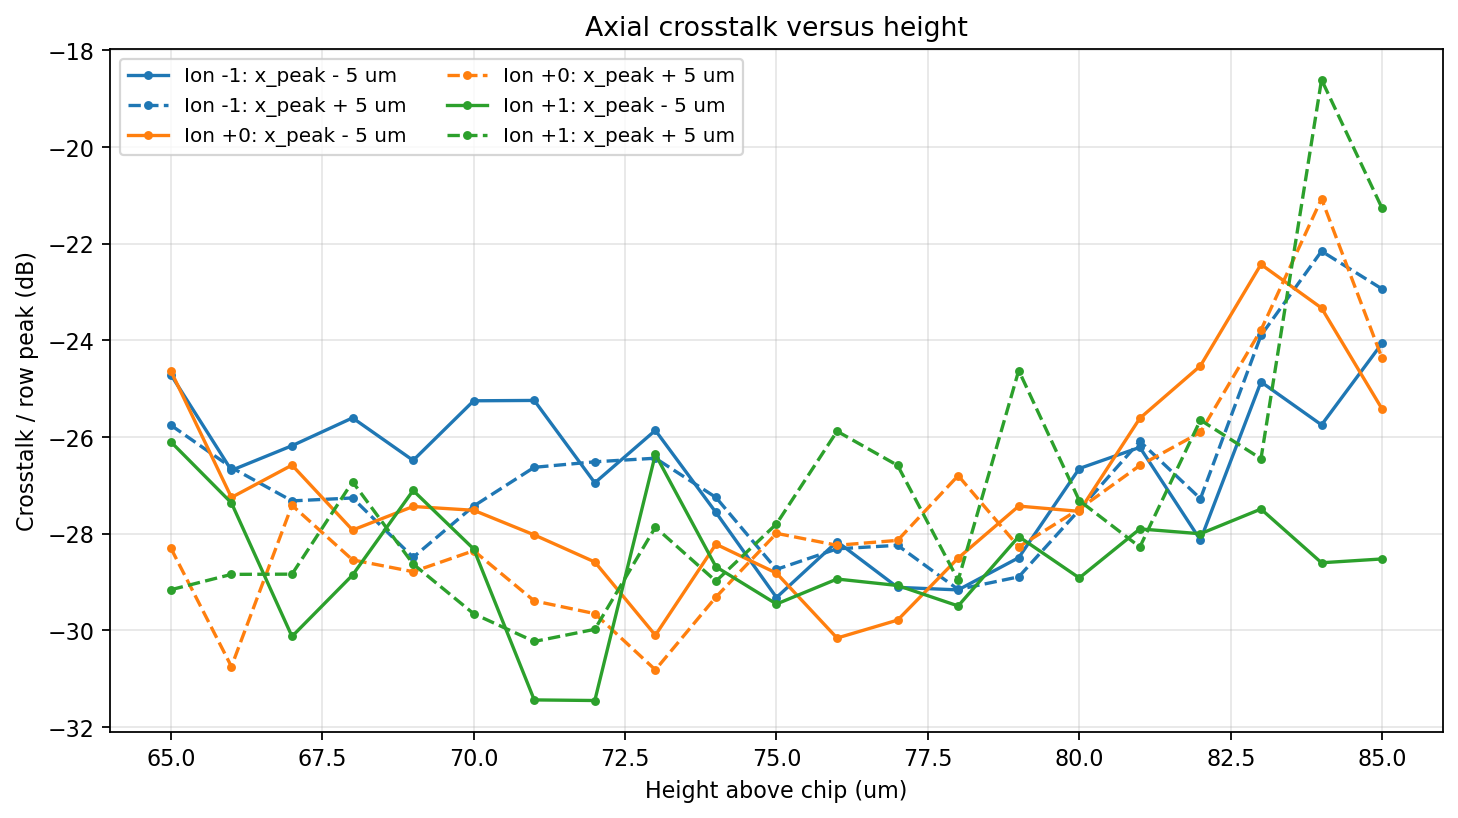 Axial crosstalk versus height
Ion -1: x_peak - 5 um
Ion -1: x_peak + 5 um
Ion +0: x_peak - 5 um
Ion +0: x_peak + 5 um
Ion +1: x_peak - 5 um
Ion +1: x_peak + 5 um
Crosstalk / row peak (dB)
−18
−20
−22
−24
−26
−28
−30
−32
65.0
67.5
70.0
72.5
75.0
77.5
80.0
82.5
85.0
Height above chip (um)